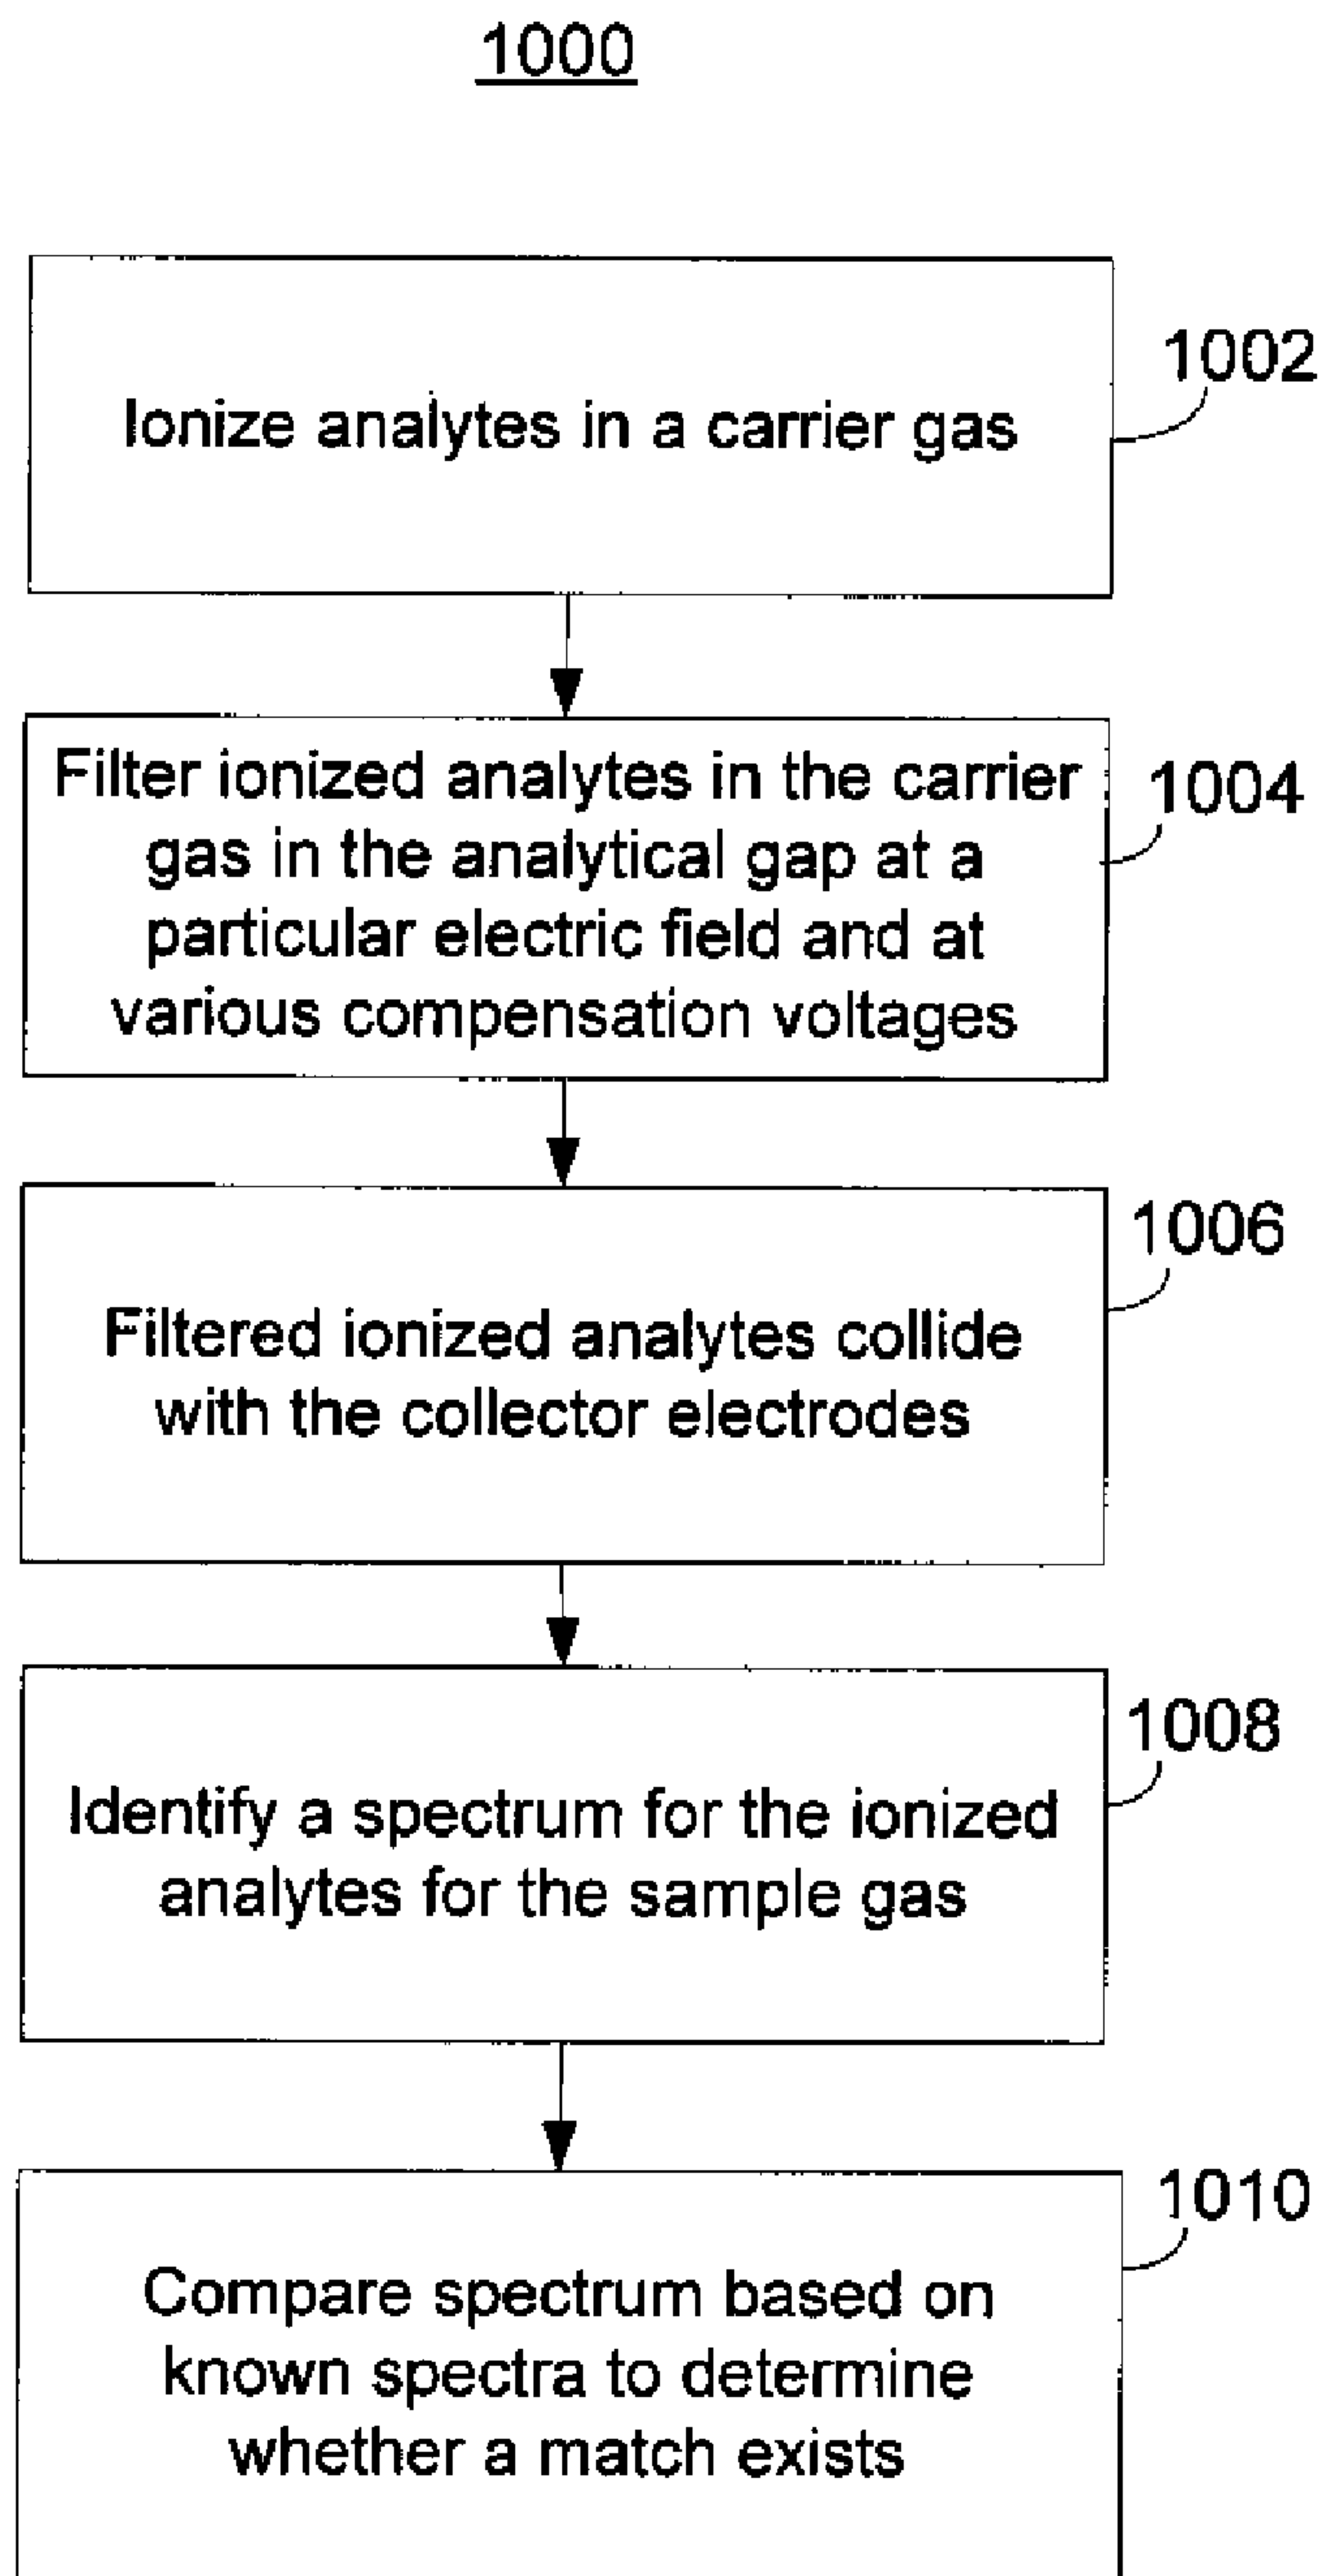 1000
Ionize analytes in a carrier gas
1002
Filter ionized analytes in the carrier
gas in the analytical gap at a
particular electric field and at
various compensation voltages
1004
Filtered ionized analytes collide
with the collector electrodes
1006
Identify a spectrum for the ionized
analytes for the sample gas
1008
Compare spectrum based on
known spectra to determine
whether a match exists
1010